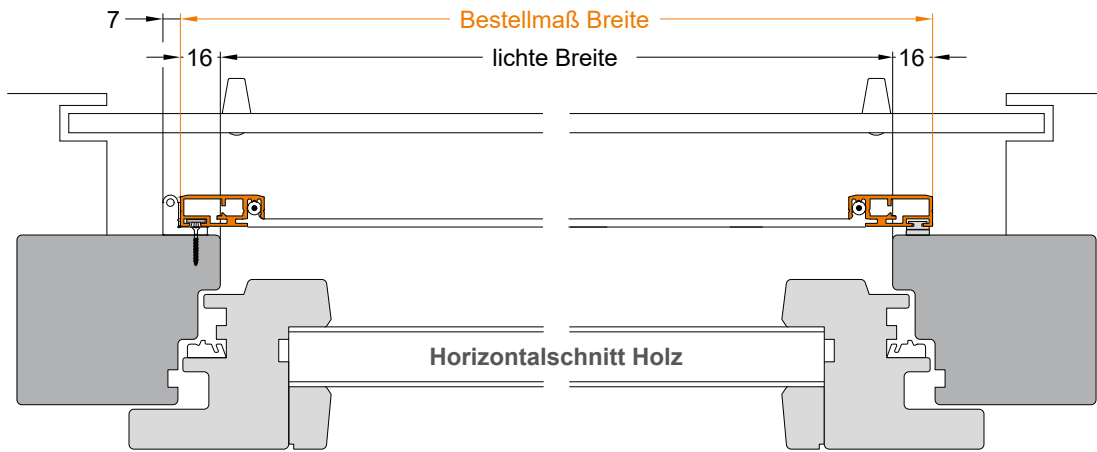 7
Bestellmaß Breite
16
lichte Breite
16
Horizontalschnitt Holz